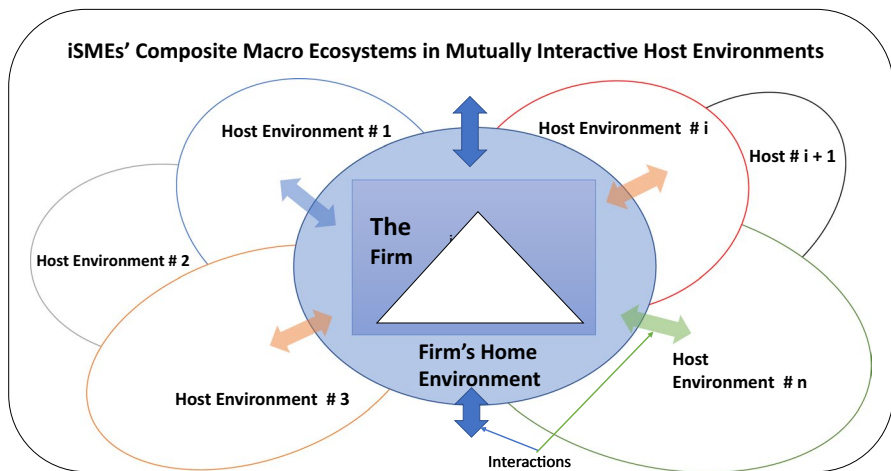 iSMEs' Composite Macro Ecosystems in Mutually Interactive Host Environments
Host Environment # 1
Host Environment # i
Host # i + 1
The
Firm
Host Environment # 2
Firm's Home
Environment
Host
Environment # n
Host Environment # 3
Interactions